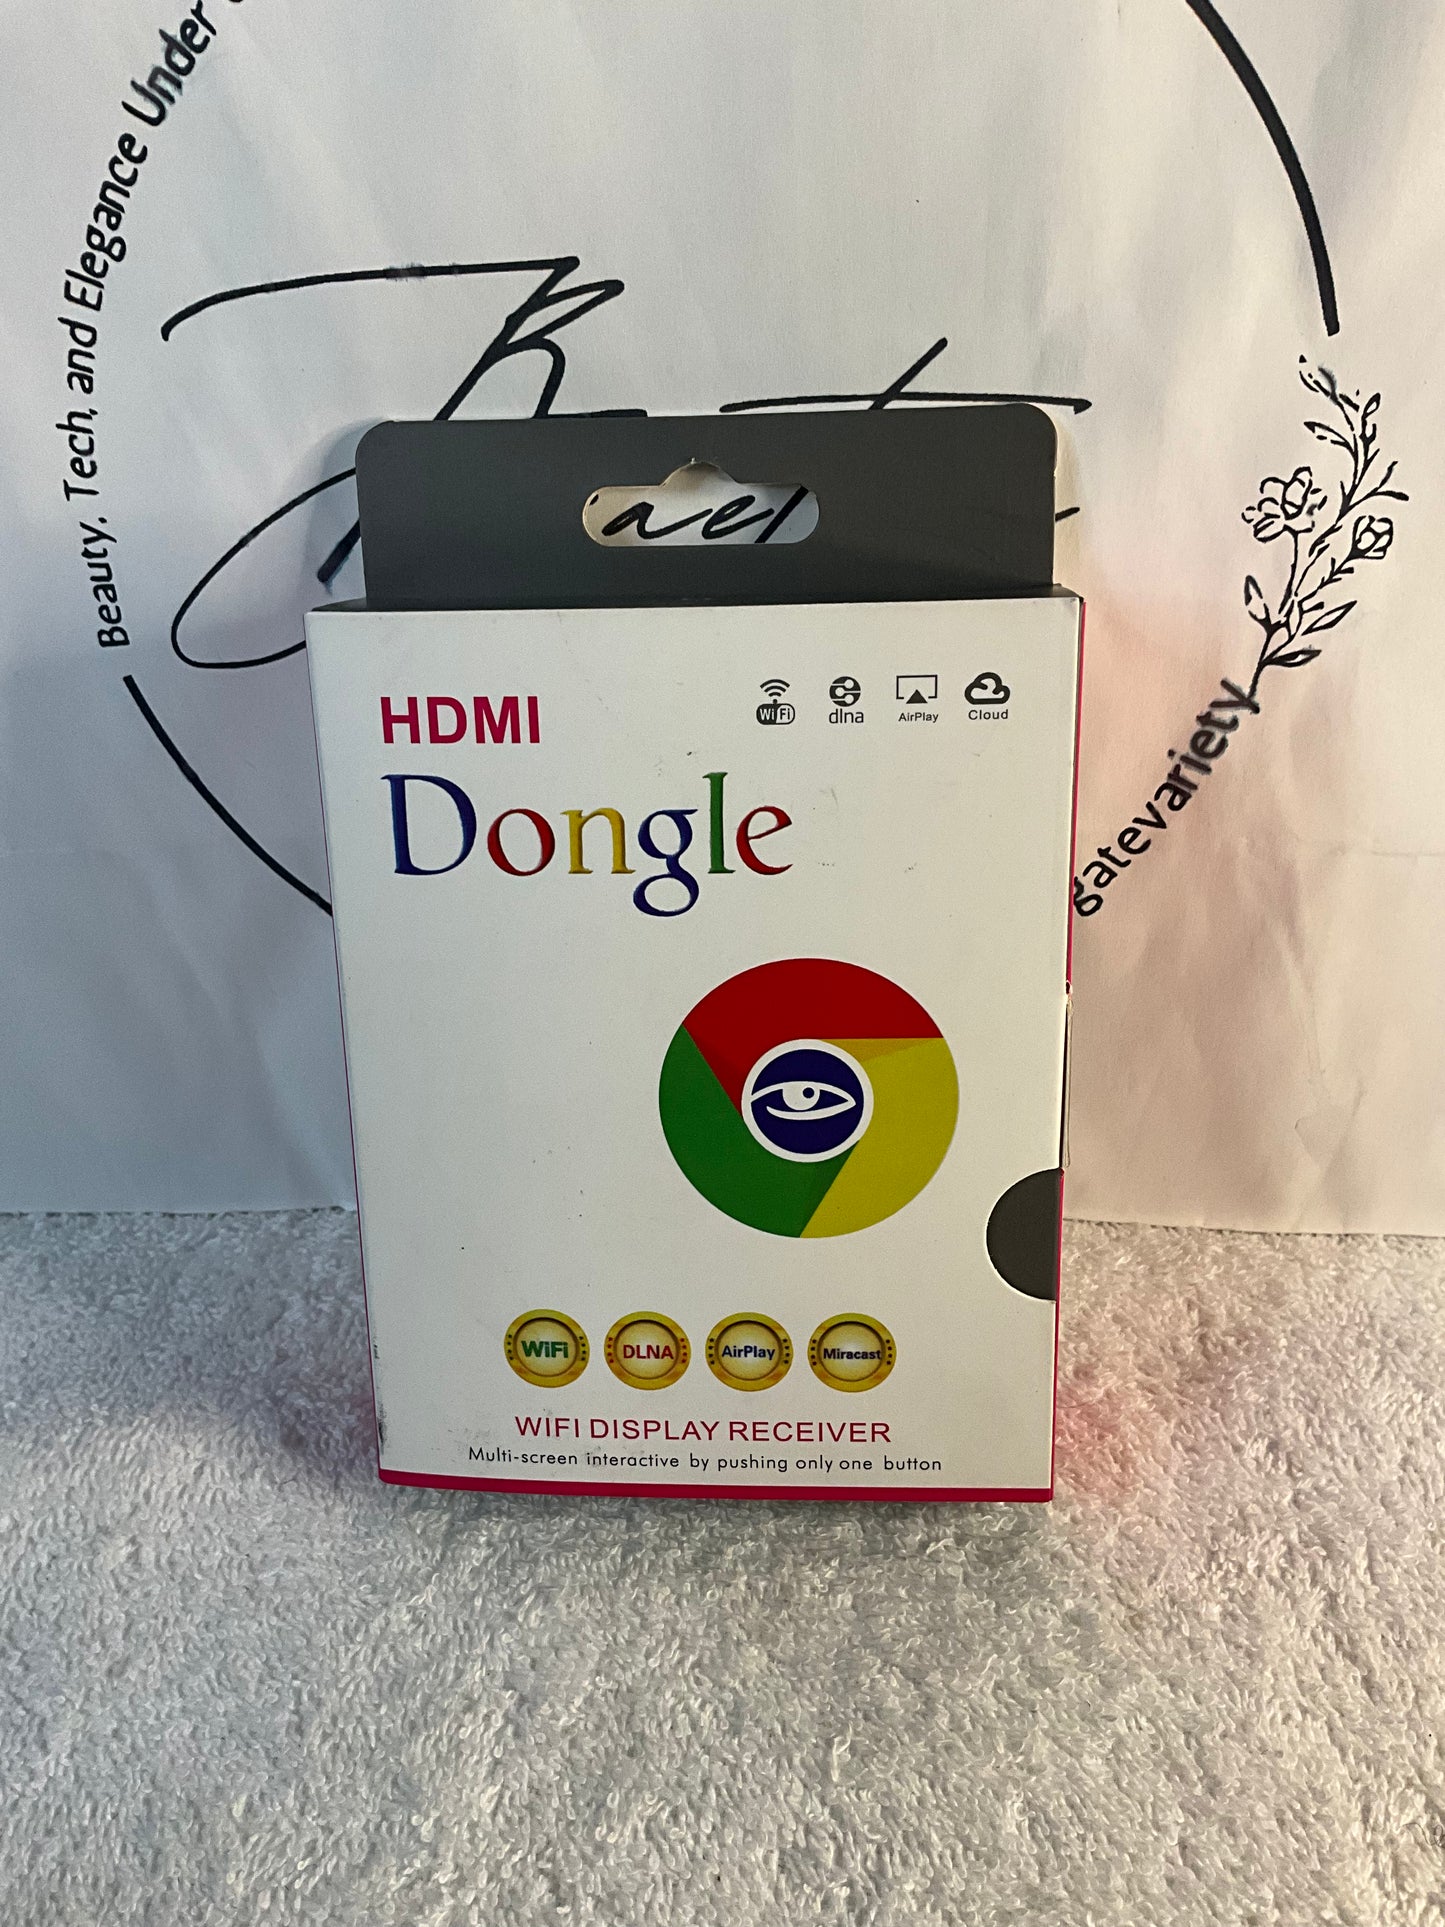 Beauty, Tech, and Elegance Under
gatevariety
HDMI
Dongle
WiFi
dlna
AirPlay
Cloud
WiFi
DLNA
AirPlay
Miracast
WIFI DISPLAY RECEIVER
Multi-screen interactive by pushing only one button